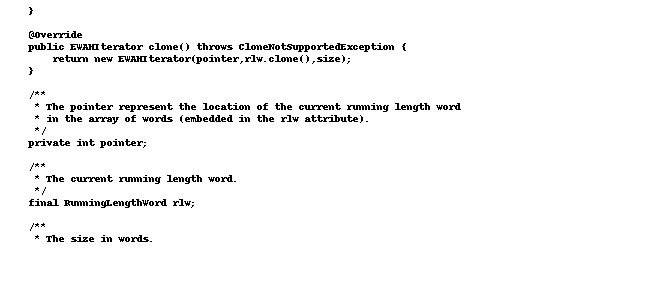 }
@Override
public EWAHIterator clone() throws CloneNotSupportedException {
return new EWAHIterator(pointer,rlw.clone(),size);
}
/**
* The pointer represent the location of the current running length word
* in the array of words (embedded in the rlw attribute).
*/
private int pointer;
/**
* The current running length word.
*/
final RunningLengthWord rlw;
/**
* The size in words.